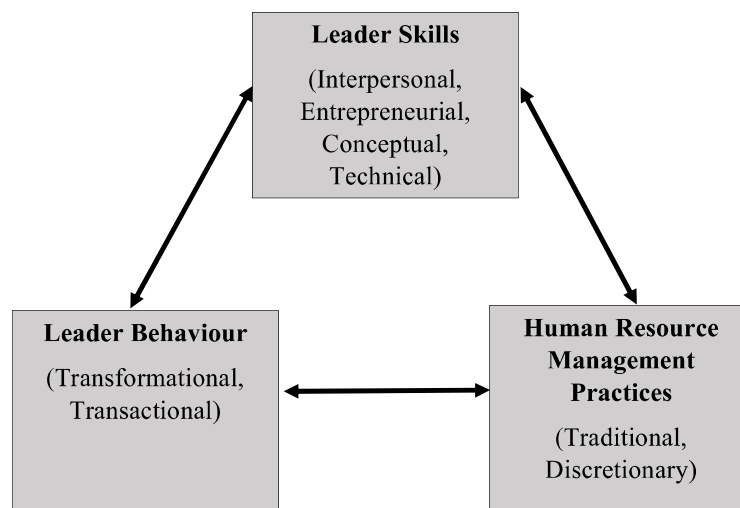 Leader Skills
(Interpersonal,
Entrepreneurial,
Conceptual,
Technical)
Leader Behaviour
(Transformational,
Transactional)
Human Resource
Management
Practices
(Traditional,
Discretionary)